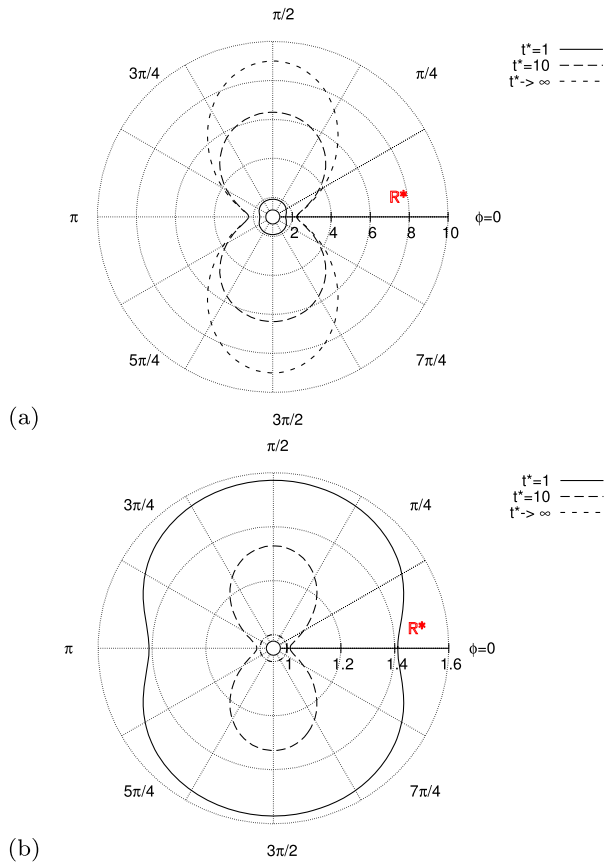 π/2
3π/4
π/4
t*=1
t*=10
t*-> ∞
π
ℝ*
2 4 6 8 10
ϕ=0
5π/4
7π/4
3π/2
(a)
π/2
3π/4
π/4
t*=1
t*=10
t*-> ∞
π
ℝ*
1 1.2 1.4 1.6
ϕ=0
5π/4
7π/4
3π/2
(b)